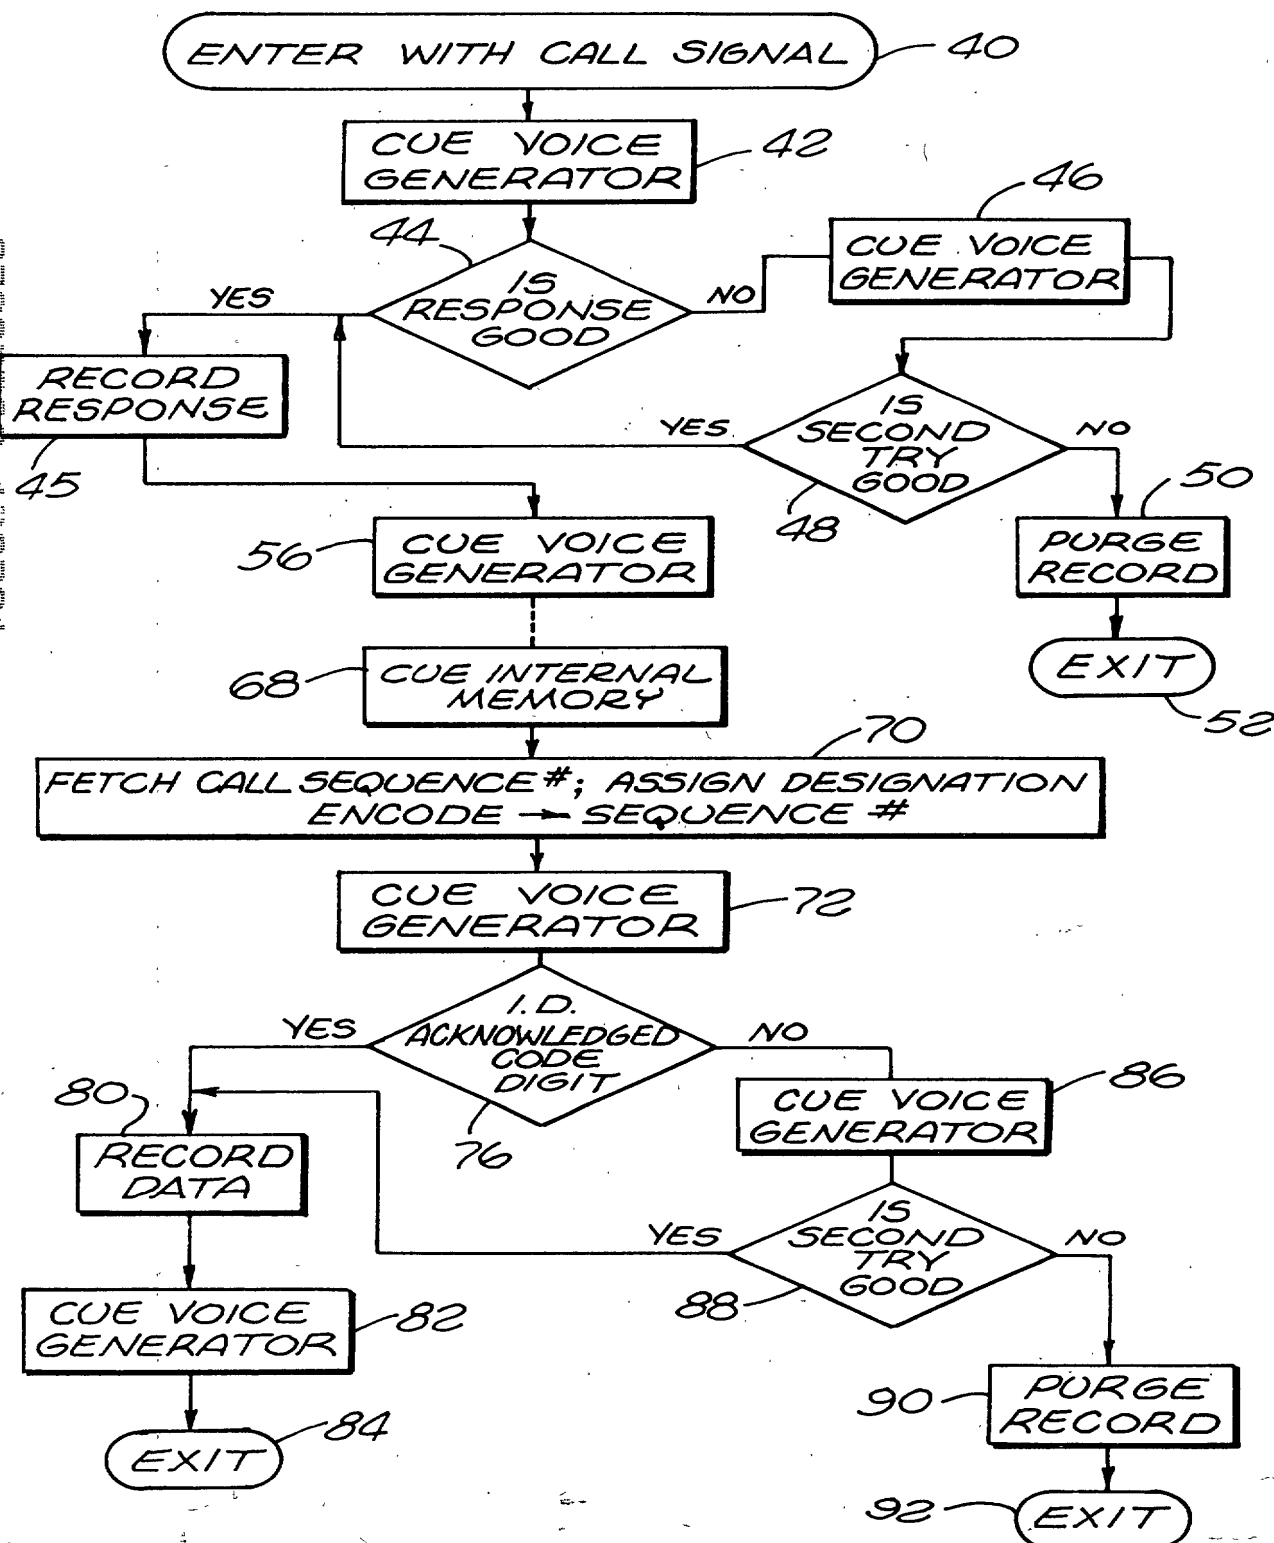 ENTER WITH CALL SIGNAL
40
CUE VOICE
GENERATOR
42
44
IS
RESPONSE
GOOD
YES
NO
46
CUE VOICE
GENERATOR
RECORD
RESPONSE
45
IS
SECOND
TRY
GOOD
YES
NO
48
50
PURGE
RECORD
EXIT
52
56
CUE VOICE
GENERATOR
68
CUE INTERNAL
MEMORY
70
FETCH CALL SEQUENCE #; ASSIGN DESIGNATION
ENCODE → SEQUENCE #
CUE VOICE
GENERATOR
72
I.D.
ACKNOWLEDGED
CODE
DIGIT
YES
NO
76
80
RECORD
DATA
86
CUE VOICE
GENERATOR
IS
SECOND
TRY
GOOD
YES
NO
88
CUE VOICE
GENERATOR
82
EXIT
84
90
PURGE
RECORD
92
EXIT